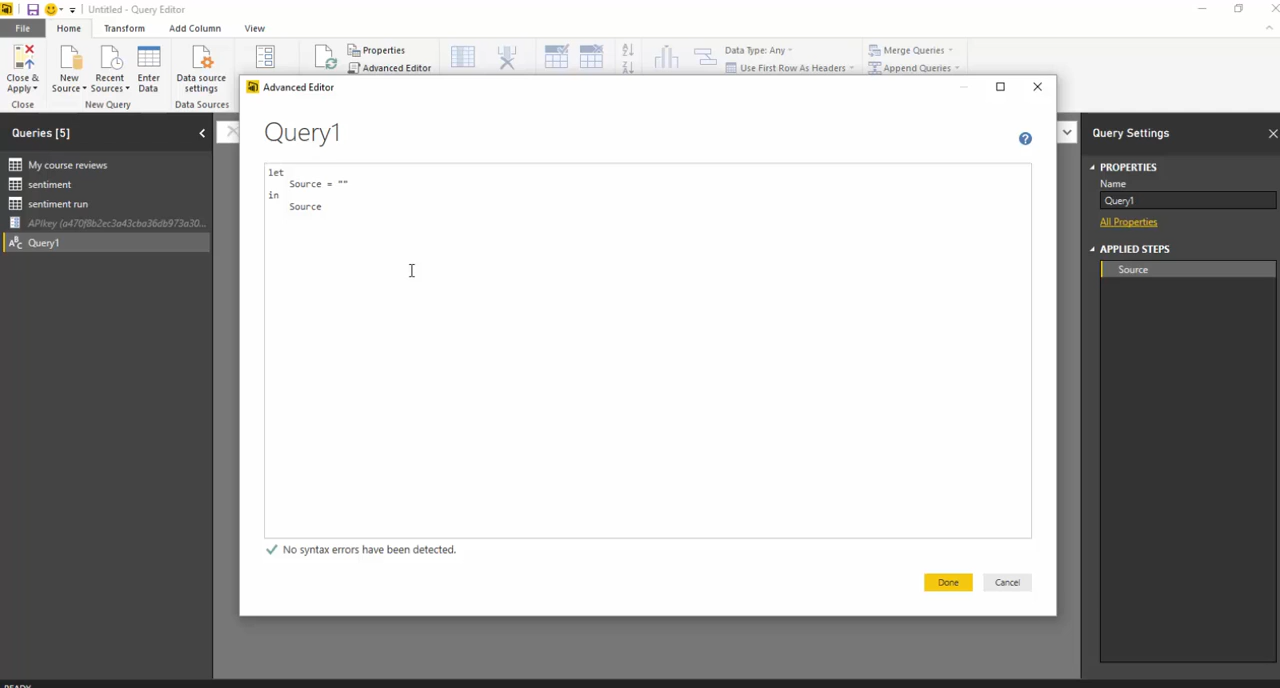 Untitled - Query Editor
File Home Transform Add Column View
Close & Apply
New Source
Recent Sources
Enter Data
Data source settings
Properties
Advanced Editor
Data Type: Any
Use First Row As Headers
Merge Queries
Append Queries
Close
New Query
Data Sources
Queries [5]
My course reviews
sentiment
sentiment run
APIkey (a470f8b2ec3a43cba36db973a30...
ABC Query1
Advanced Editor
Query1
?
let
Source = ""
in
Source
No syntax errors have been detected.
Done Cancel
Query Settings
PROPERTIES
Name
Query1
All Properties
APPLIED STEPS
Source